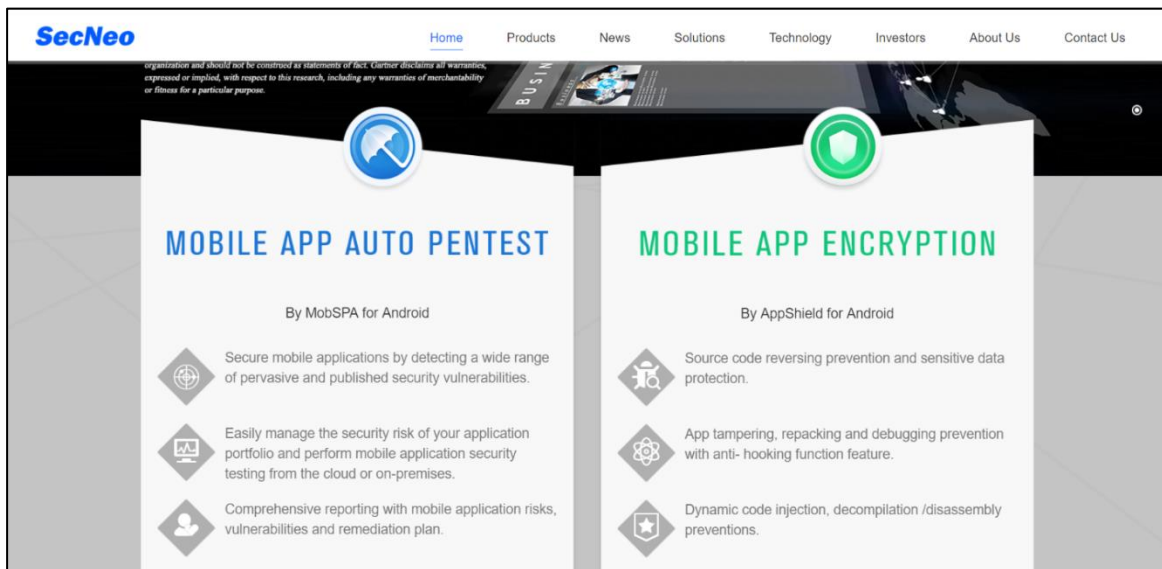 SecNeo
Home Products News Solutions Technology Investors About Us Contact Us
organization and should not be construed as statements of fact. Gartner disclaims all warranties,
expressed or implied, with respect to this research, including any warranties of merchantability
or fitness for a particular purpose.
BUSIN
MOBILE APP AUTO PENTEST
By MobSPA for Android
Secure mobile applications by detecting a wide range
of pervasive and published security vulnerabilities.
Easily manage the security risk of your application
portfolio and perform mobile application security
testing from the cloud or on-premises.
Comprehensive reporting with mobile application risks,
vulnerabilities and remediation plan.
MOBILE APP ENCRYPTION
By AppShield for Android
Source code reversing prevention and sensitive data
protection.
App tampering, repacking and debugging prevention
with anti- hooking function feature.
Dynamic code injection, decompilation /disassembly
preventions.